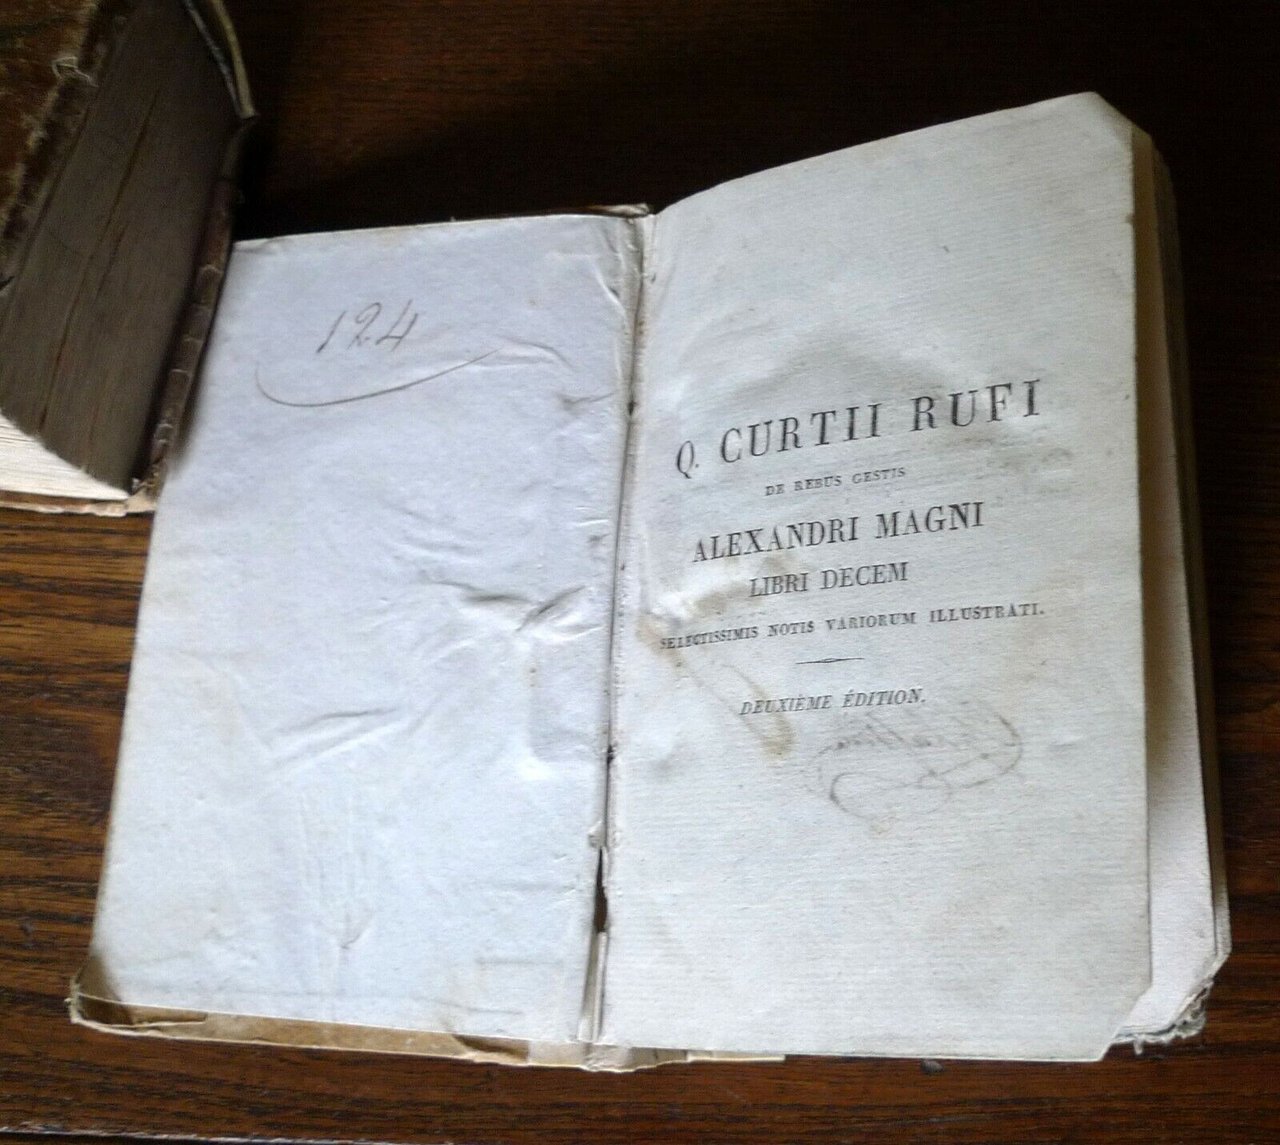 124
Q. CURTII RUFI
DE REBUS GESTIS
ALEXANDRI MAGNI
LIBRI DECEM
SELECTISSIMIS NOTIS VARIORUM ILLUSTRATI.
DEUXIÈME ÉDITION.